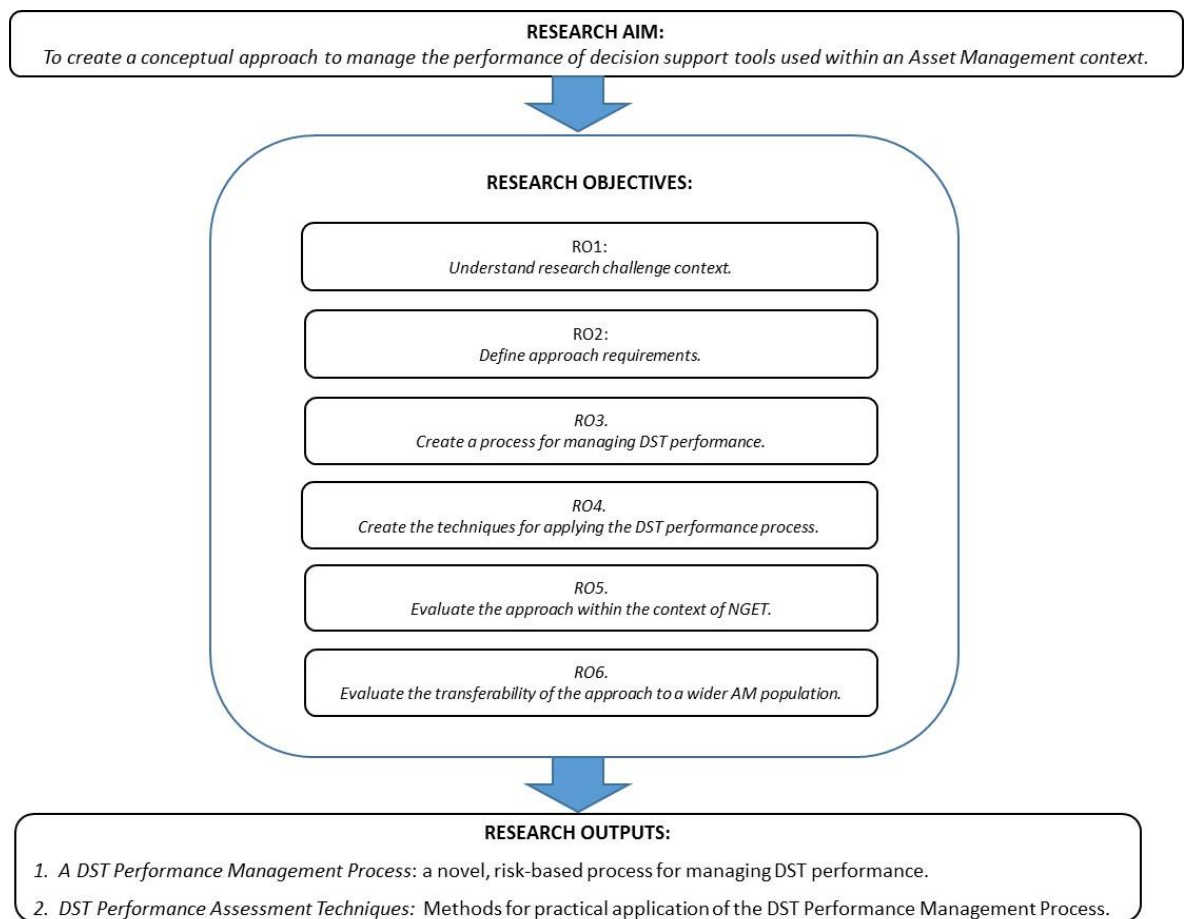 RESEARCH AIM:
To create a conceptual approach to manage the performance of decision support tools used within an Asset Management context.
RESEARCH OBJECTIVES:
RO1:
Understand research challenge context.
RO2:
Define approach requirements.
RO3.
Create a process for managing DST performance.
RO4.
Create the techniques for applying the DST performance process.
RO5.
Evaluate the approach within the context of NGET.
RO6.
Evaluate the transferability of the approach to a wider AM population.
RESEARCH OUTPUTS:
1. A DST Performance Management Process: a novel, risk-based process for managing DST performance.
2. DST Performance Assessment Techniques: Methods for practical application of the DST Performance Management Process.